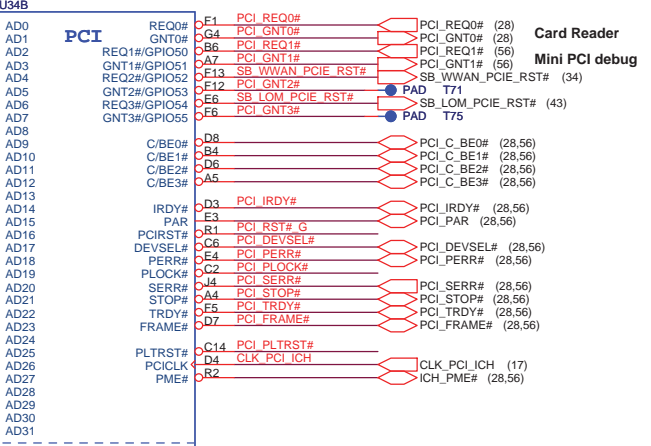 U34B
AD0 REQ0# F1 PCI_REQ0# PCI_REQ0# (28)
AD1 PCI GNT0# G4 PCI_GNT0# PCI_GNT0# (28) Card Reader
AD2 REQ1#/GPIO50 B6 PCI_REQ1# PCI_REQ1# (56)
AD3 GNT1#/GPIO51 A7 PCI_GNT1# PCI_GNT1# (56) Mini PCI debug
AD4 REQ2#/GPIO52 F13 SB_WWAN_PCIE_RST# SB_WWAN_PCIE_RST# (34)
AD5 GNT2#/GPIO53 F12 PCI_GNT2# PAD T71
AD6 REQ3#/GPIO54 E6 SB_LOM_PCIE_RST# SB_LOM_PCIE_RST# (43)
AD7 GNT3#/GPIO55 F6 PCI_GNT3# PAD T75
AD8
AD9 C/BE0# D8 PCI_C_BE0# (28,56)
AD10 C/BE1# B4 PCI_C_BE1# (28,56)
AD11 C/BE2# D6 PCI_C_BE2# (28,56)
AD12 C/BE3# A5 PCI_C_BE3# (28,56)
AD13
AD14 IRDY# D3 PCI_IRDY# PCI_IRDY# (28,56)
AD15 PAR E3 PCI_PAR (28,56)
AD16 PCIRST# R1 PCI_RST#_G
AD17 DEVSEL# C6 PCI_DEVSEL# PCI_DEVSEL# (28,56)
AD18 PERR# E4 PCI_PERR# PCI_PERR# (28,56)
AD19 PLOCK# C2 PCI_PLOCK#
AD20 SERR# J4 PCI_SERR# PCI_SERR# (28,56)
AD21 STOP# A4 PCI_STOP# PCI_STOP# (28,56)
AD22 TRDY# F5 PCI_TRDY# PCI_TRDY# (28,56)
AD23 FRAME# D7 PCI_FRAME# PCI_FRAME# (28,56)
AD24
AD25 PLTRST# C14 PCI_PLTRST#
AD26 PCICLK D4 CLK_PCI_ICH CLK_PCI_ICH (17)
AD27 PME# R2 ICH_PME# (28,56)
AD28
AD29
AD30
AD31